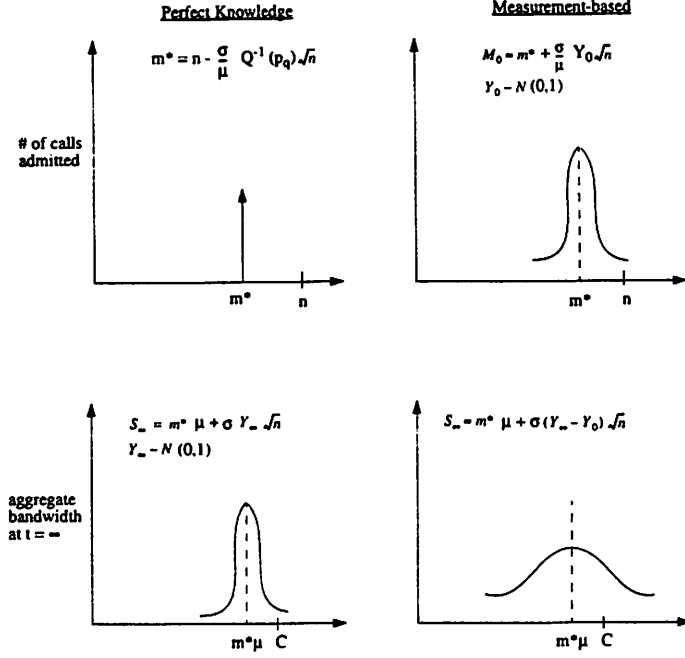 Perfect Knowledge
Measurement-based
m* = n - σ/μ Q⁻¹ (p_q) √n
M₀ = m* + σ/μ Y₀ √n
Y₀ ~ N (0,1)
# of calls
admitted
m*
n
m*
n
S_∞ = m* μ + σ Y_∞ √n
Y_∞ ~ N (0,1)
S_∞ = m* μ + σ (Y_∞ - Y₀) √n
aggregate
bandwidth
at t = ∞
m*μ
C
m*μ
C